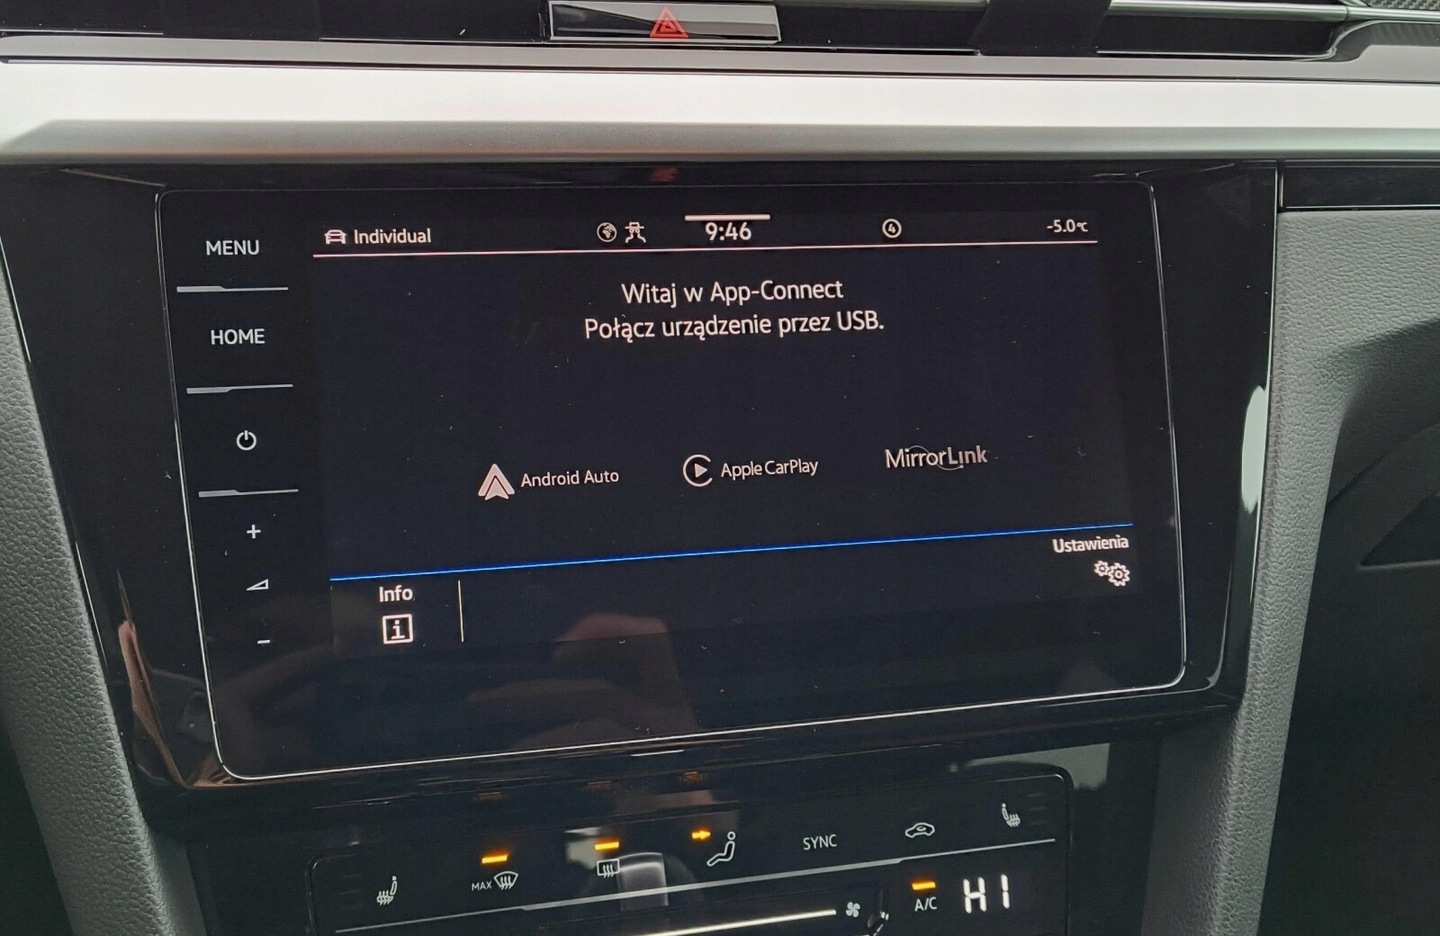 MENU
Individual
9:46
4
-5.0°C
HOME
Witaj w App-Connect
Połącz urządzenie przez USB.
Android Auto
Apple CarPlay
MirrorLink
+
-
Ustawienia
Info
i
MAX
SYNC
A/C
HI